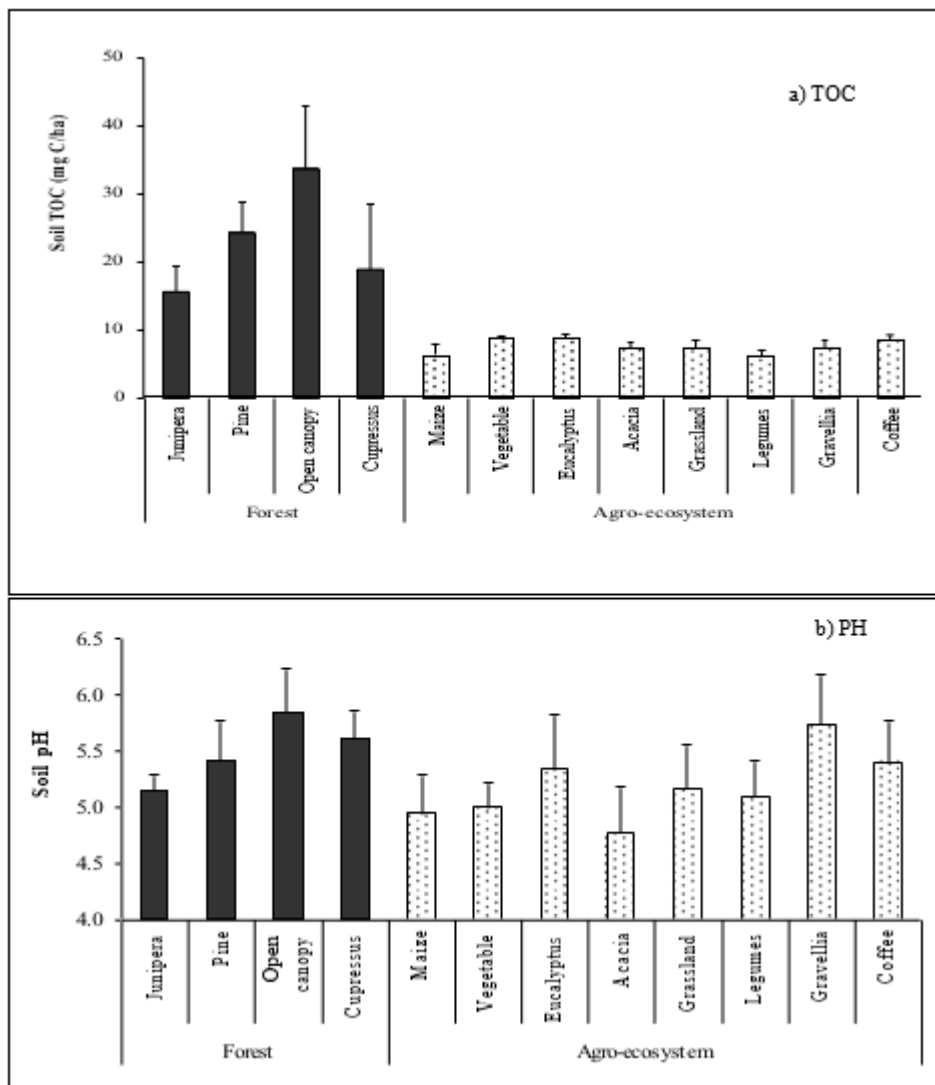 a) TOC
Soil TOC (mg C/ha)
50
40
30
20
10
0
Junipera
Pine
Open canopy
Cupressus
Maize
Vegetable
Eucalyptus
Acacia
Grassland
Legumes
Gravellia
Coffee
Forest
Agro-ecosystem
b) PH
Soil pH
6.5
6.0
5.5
5.0
4.5
4.0
Junipera
Pine
Open
canopy
Cupressus
Maize
Vegetable
Eucalyptus
Acacia
Grassland
Legumes
Gravellia
Coffee
Forest
Agro-ecosystem